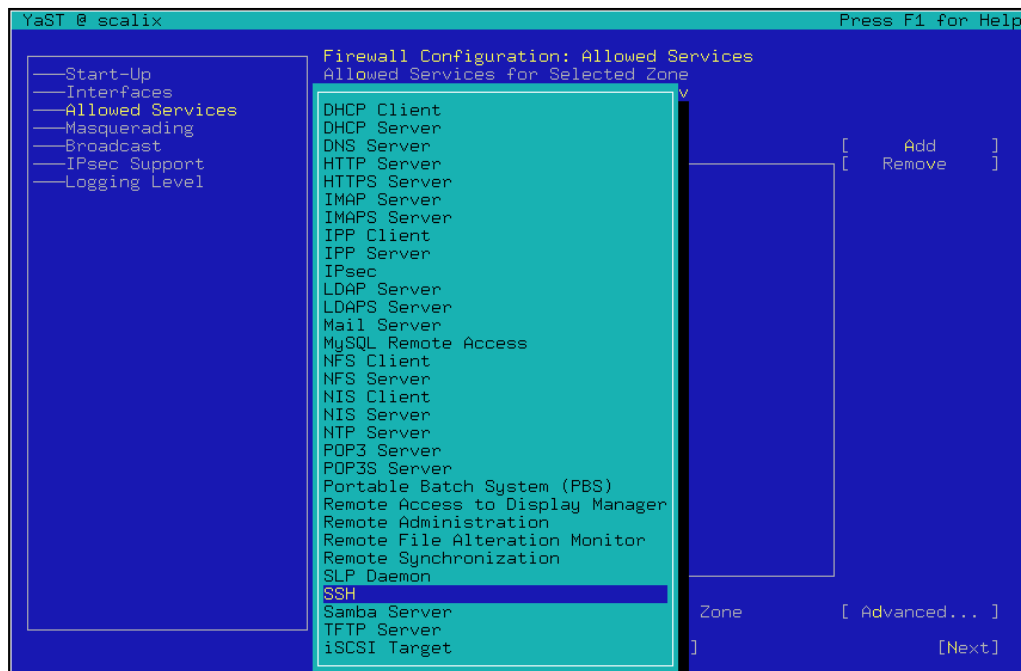 YaST @ scalix Press F1 for Help
Firewall Configuration: Allowed Services
Allowed Services for Selected Zone
Start-Up
Interfaces
Allowed Services
Masquerading
Broadcast
IPsec Support
Logging Level
DHCP Client
DHCP Server
DNS Server
HTTP Server
HTTPS Server
IMAP Server
IMAPS Server
IPP Client
IPP Server
IPsec
LDAP Server
LDAPS Server
Mail Server
MySQL Remote Access
NFS Client
NFS Server
NIS Client
NIS Server
NTP Server
POP3 Server
POP3S Server
Portable Batch System (PBS)
Remote Access to Display Manager
Remote Administration
Remote File Alteration Monitor
Remote Synchronization
SLP Daemon
SSH
Samba Server
TFTP Server
iSCSI Target
v
[ Add ]
[ Remove ]
Zone [ Advanced... ]
] [Next]